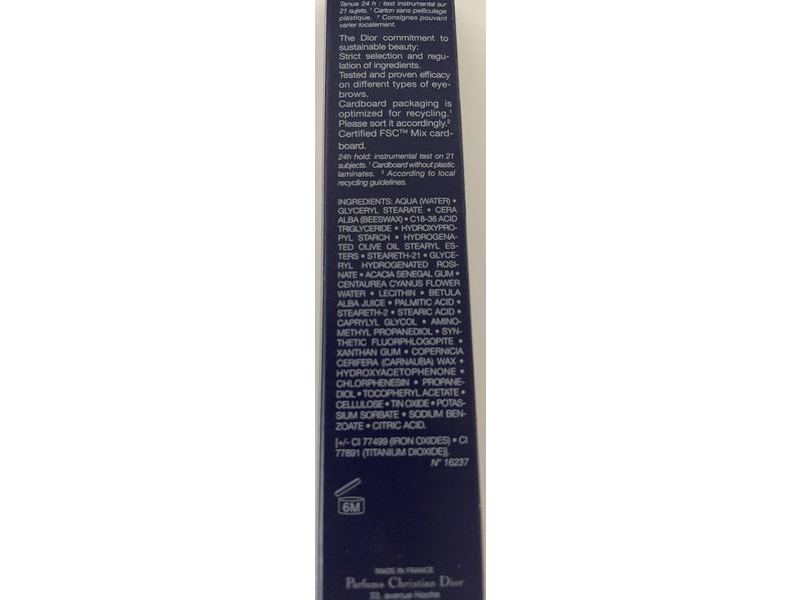 Tenue 24 h : test instrumental sur
21 sujets. ¹ Carton sans pelliculage
plastique. ² Consignes pouvant
varier localement.
The Dior commitment to
sustainable beauty:
Strict selection and regu-
lation of ingredients.
Tested and proven efficacy
on different types of eye-
brows.
Cardboard packaging is
optimized for recycling.¹
Please sort it accordingly.²
Certified FSC™ Mix card-
board.
24h hold: instrumental test on 21
subjects. ¹ Cardboard without plastic
laminates. ² According to local
recycling guidelines.
INGREDIENTS: AQUA (WATER) •
GLYCERYL STEARATE • CERA
ALBA (BEESWAX) • C18-36 ACID
TRIGLYCERIDE • HYDROXYPRO-
PYL STARCH • HYDROGENA-
TED OLIVE OIL STEARYL ES-
TERS • STEARETH-21 • GLYCE-
RYL HYDROGENATED ROSI-
NATE • ACACIA SENEGAL GUM •
CENTAUREA CYANUS FLOWER
WATER • LECITHIN • BETULA
ALBA JUICE • PALMITIC ACID •
STEARETH-2 • STEARIC ACID •
CAPRYLYL GLYCOL • AMINO-
METHYL PROPANEDIOL • SYN-
THETIC FLUORPHLOGOPITE •
XANTHAN GUM • COPERNICIA
CERIFERA (CARNAUBA) WAX •
HYDROXYACETOPHENONE •
CHLORPHENESIN • PROPANE-
DIOL • TOCOPHERYL ACETATE •
CELLULOSE • TIN OXIDE • POTAS-
SIUM SORBATE • SODIUM BEN-
ZOATE • CITRIC ACID.
[+/- CI 77499 (IRON OXIDES) • CI
77891 (TITANIUM DIOXIDE)].
N° 16237
6M
MADE IN FRANCE
Parfums Christian Dior
33, avenue Hoche